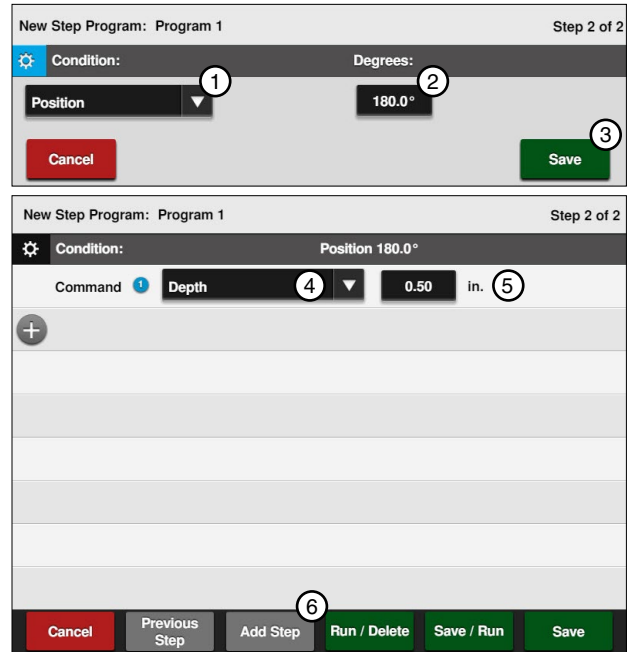 New Step Program: Program 1 Step 2 of 2
Condition: Degrees:
1 2
Position 180.0°
3
Cancel Save
New Step Program: Program 1 Step 2 of 2
Condition: Position 180.0°
Command 1 Depth 4 0.50 in. 5
6
Cancel Previous Step Add Step Run / Delete Save / Run Save